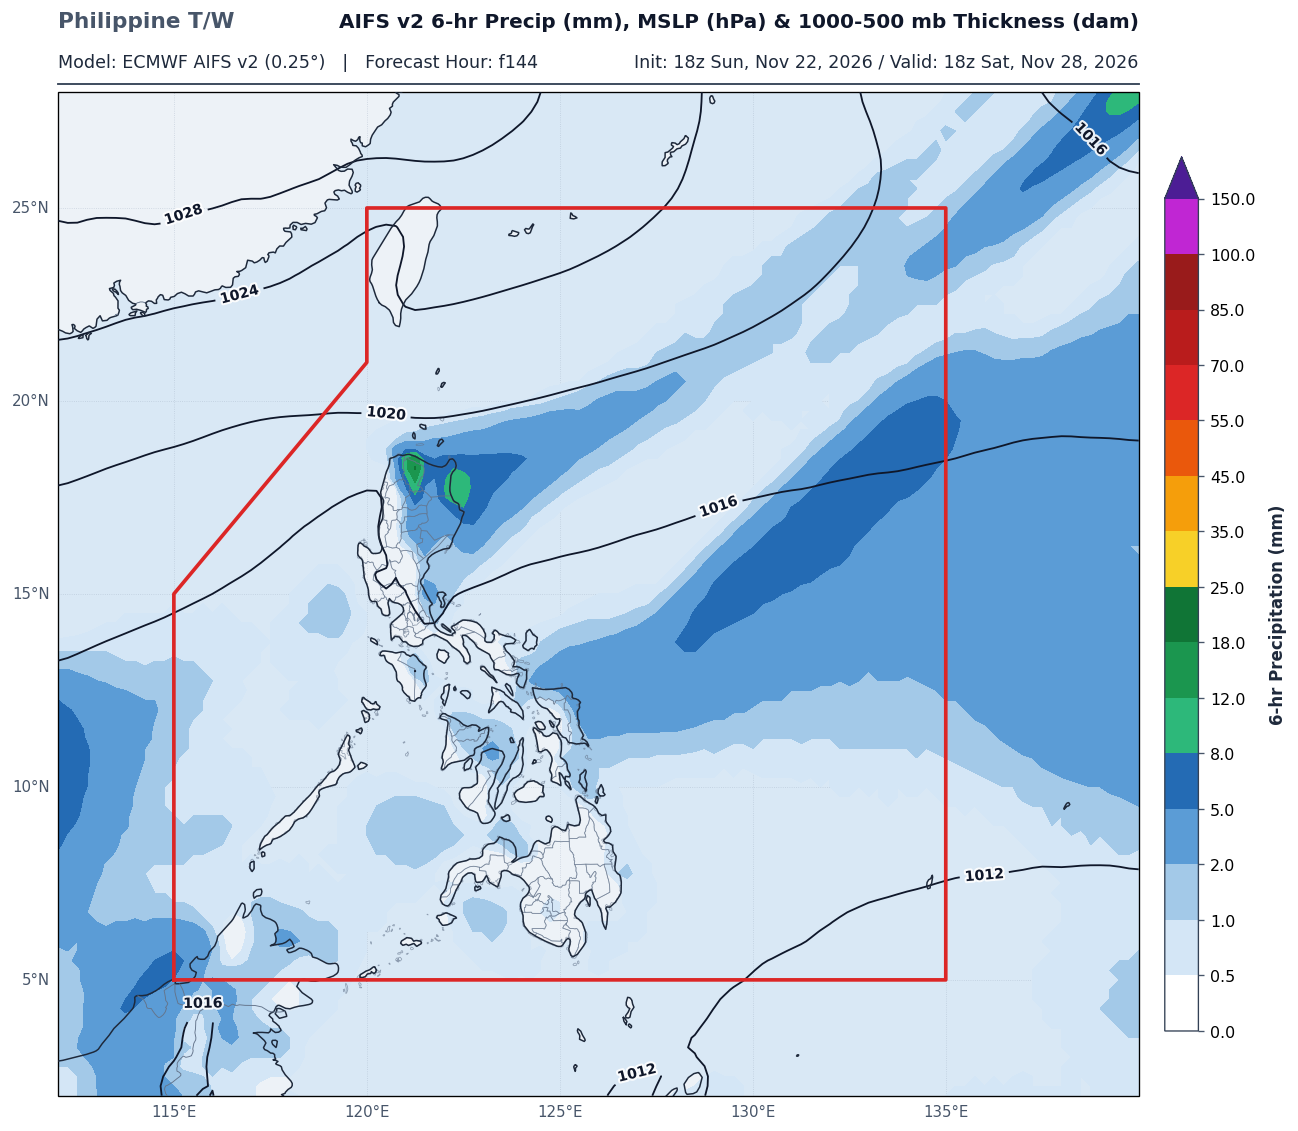 Philippine T/W
AIFS v2 6-hr Precip (mm), MSLP (hPa) & 1000-500 mb Thickness (dam)
Model: ECMWF AIFS v2 (0.25°)   |   Forecast Hour: f144
Init: 18z Sun, Nov 22, 2026 / Valid: 18z Sat, Nov 28, 2026
1016
1028
1024
1020
1016
1012
1016
1012
25°N
20°N
15°N
10°N
5°N
115°E
120°E
125°E
130°E
135°E
150.0
100.0
85.0
70.0
55.0
45.0
35.0
25.0
18.0
12.0
8.0
5.0
2.0
1.0
0.5
0.0
6-hr Precipitation (mm)